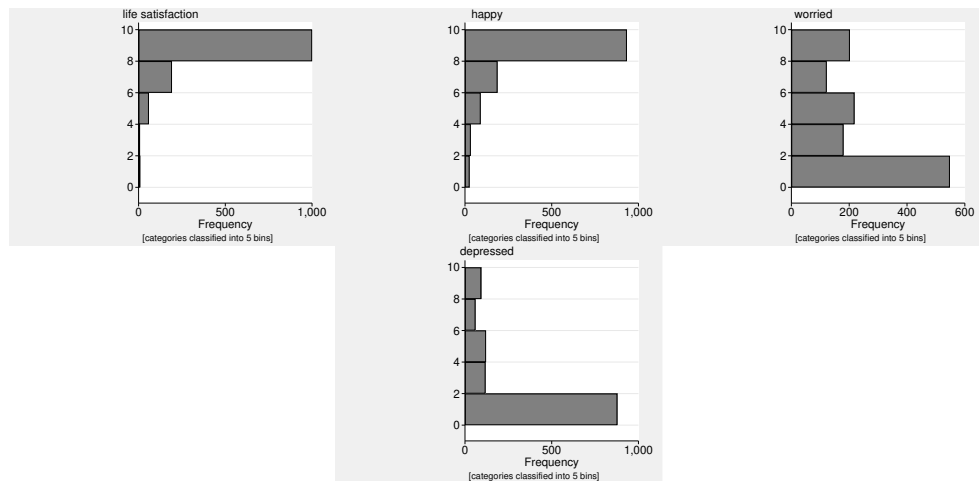 life satisfaction
10
8
6
4
2
0
0 500 1,000
Frequency
[categories classified into 5 bins]
happy
10
8
6
4
2
0
0 500 1,000
Frequency
[categories classified into 5 bins]
worried
10
8
6
4
2
0
0 200 400 600
Frequency
[categories classified into 5 bins]
depressed
10
8
6
4
2
0
0 500 1,000
Frequency
[categories classified into 5 bins]